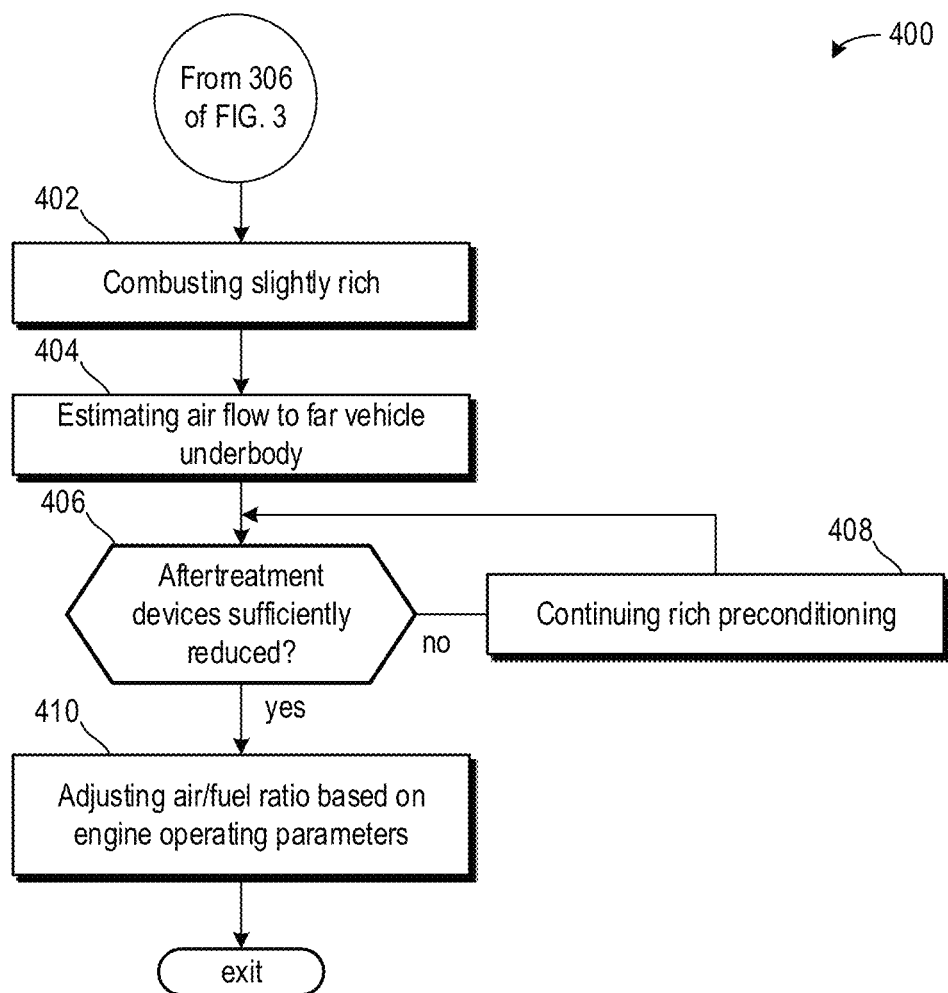 400
From 306
of FIG. 3
402
Combusting slightly rich
404
Estimating air flow to far vehicle
underbody
406
Aftertreatment
devices sufficiently
reduced?
no
408
Continuing rich preconditioning
yes
410
Adjusting air/fuel ratio based on
engine operating parameters
exit